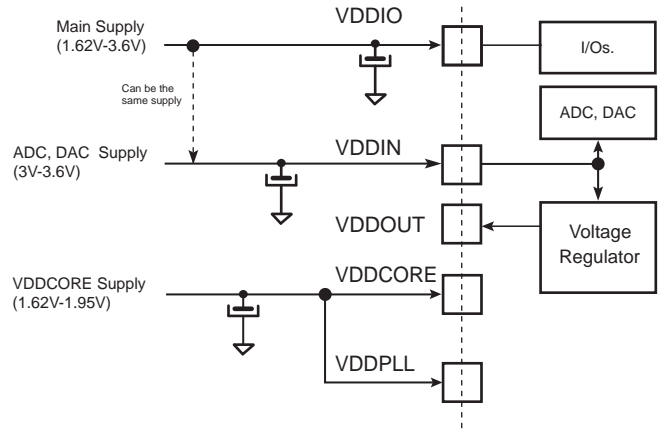 Main Supply
(1.62V-3.6V)
VDDIO
I/Os.
Can be the
same supply
ADC, DAC
ADC, DAC Supply
(3V-3.6V)
VDDIN
VDDOUT
Voltage
Regulator
VDDCORE Supply
(1.62V-1.95V)
VDDCORE
VDDPLL